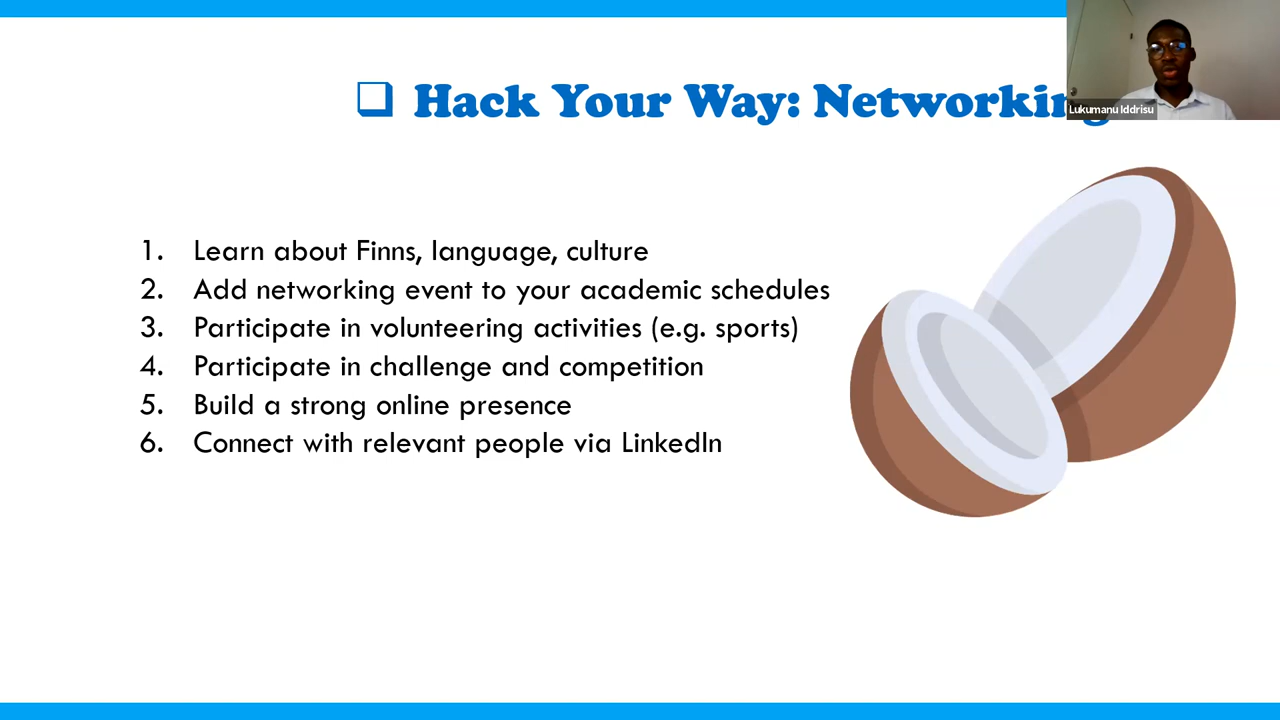 Hack Your Way: Networking
Lukumanu Iddrisu
1. Learn about Finns, language, culture
2. Add networking event to your academic schedules
3. Participate in volunteering activities (e.g. sports)
4. Participate in challenge and competition
5. Build a strong online presence
6. Connect with relevant people via LinkedIn